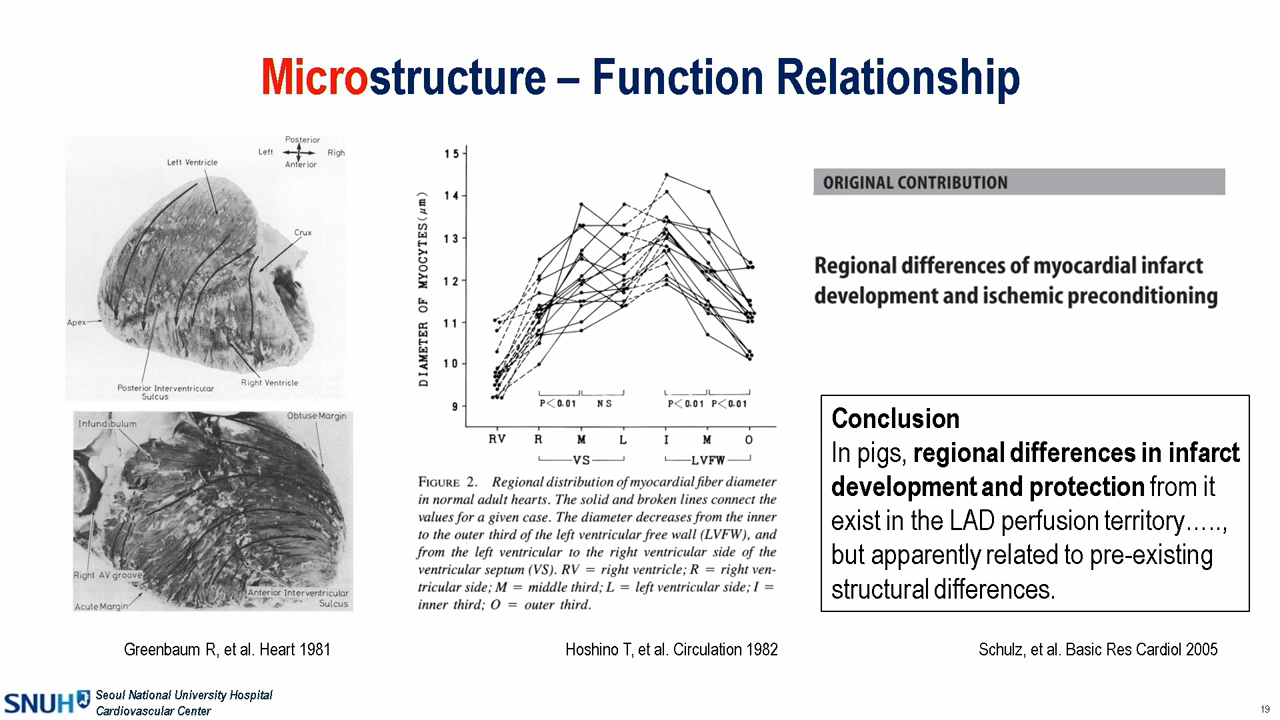 Microstructure – Function Relationship
Posterior
Left
Righ
Anterior
Left Ventricle
Crux
Apex
Posterior Interventricular
Sulcus
Right Ventricle
Infundibulum
Obtuse Margin
Right AV groove
Acute Margin
Anterior Interventricular
Sulcus
Greenbaum R, et al. Heart 1981
DIAMETER OF MYOCYTES(μm)
15
14
13
12
11
10
9
P<0.01
NS
P<0.01
P<0.01
RV
R
M
L
I
M
O
VS
LVFW
FIGURE 2. Regional distribution of myocardial fiber diameter
in normal adult hearts. The solid and broken lines connect the
values for a given case. The diameter decreases from the inner
to the outer third of the left ventricular free wall (LVFW), and
from the left ventricular to the right ventricular side of the
ventricular septum (VS). RV = right ventricle; R = right ven-
tricular side; M = middle third; L = left ventricular side; I =
inner third; O = outer third.
Hoshino T, et al. Circulation 1982
ORIGINAL CONTRIBUTION
Regional differences of myocardial infarct
development and ischemic preconditioning
Conclusion
In pigs, regional differences in infarct
development and protection from it
exist in the LAD perfusion territory…..,
but apparently related to pre-existing
structural differences.
Schulz, et al. Basic Res Cardiol 2005
SNUH
Seoul National University Hospital
Cardiovascular Center
19